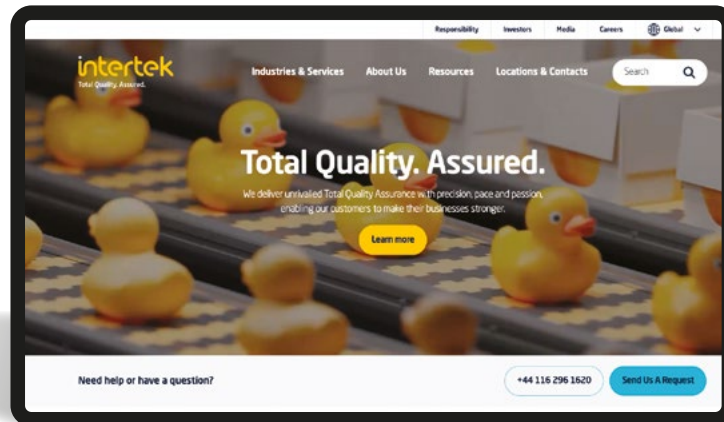 Responsibility Investors Media Careers Global
intertek
Total Quality. Assured.
Industries & Services About Us Resources Locations & Contacts Search
Total Quality. Assured.
We deliver unrivalled Total Quality Assurance with precision, pace and passion,
enabling our customers to make their businesses stronger.
Learn more
Need help or have a question? +44 116 296 1620 Send Us A Request